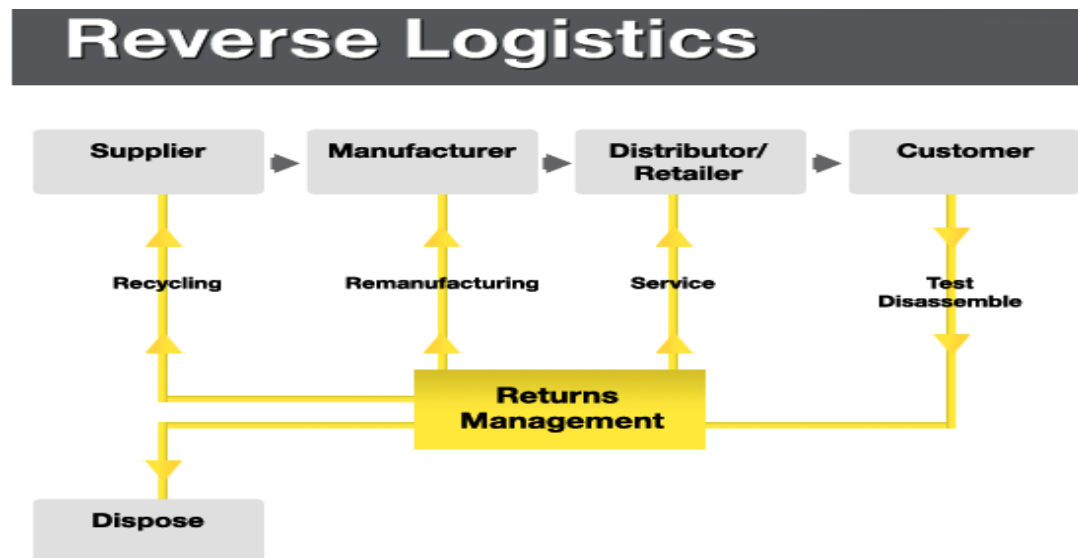 Reverse Logistics
Supplier
Manufacturer
Distributor/
Retailer
Customer
Recycling
Remanufacturing
Service
Test
Disassemble
Returns
Management
Dispose